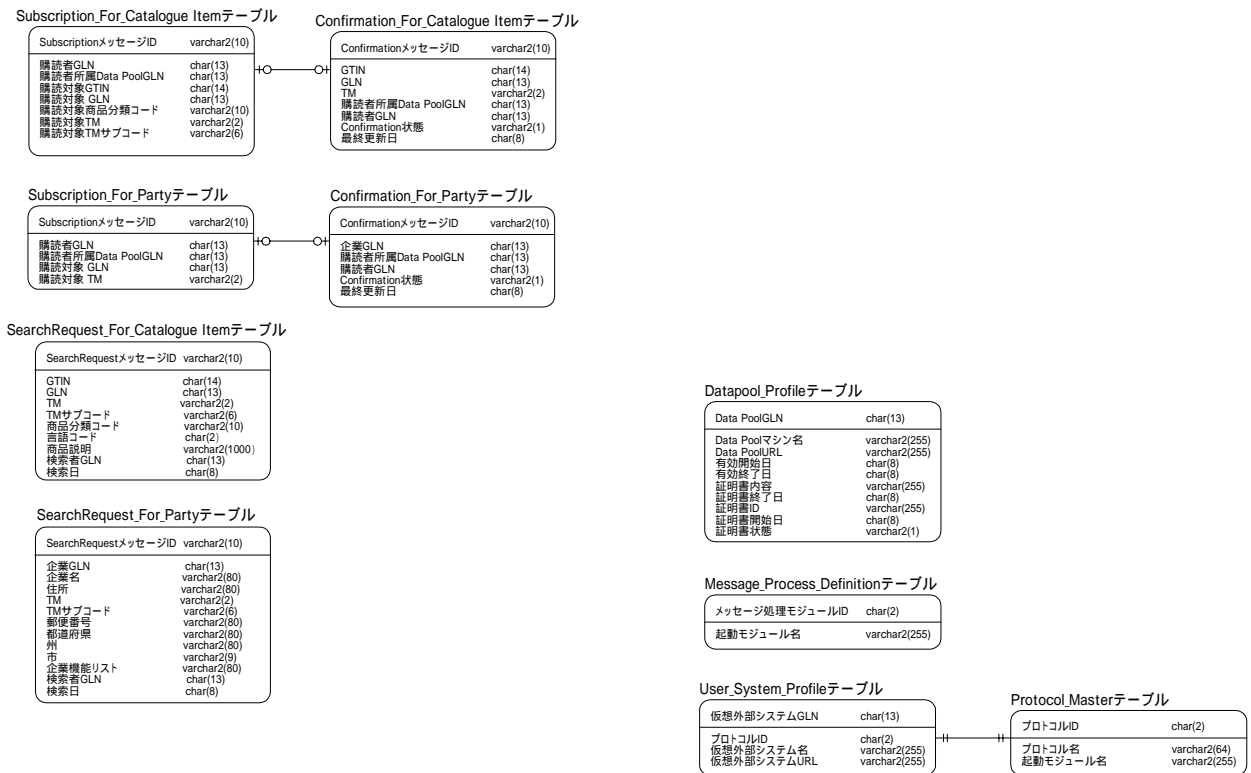 Subscription_For_Catalogue Itemテーブル
SubscriptionメッセージID varchar2(10)
購読者GLN char(13)
購読者所属Data PoolGLN char(13)
購読対象GTIN char(14)
購読対象 GLN char(13)
購読対象商品分類コード varchar2(10)
購読対象TM varchar2(2)
購読対象TMサブコード varchar2(6)
Confirmation_For_Catalogue Itemテーブル
ConfirmationメッセージID varchar2(10)
GTIN char(14)
GLN char(13)
TM varchar2(2)
購読者所属Data PoolGLN char(13)
購読者GLN char(13)
Confirmation状態 varchar2(1)
最終更新日 char(8)
Subscription_For_Partyテーブル
SubscriptionメッセージID varchar2(10)
購読者GLN char(13)
購読者所属Data PoolGLN char(13)
購読対象 GLN char(13)
購読対象 TM varchar2(2)
Confirmation_For_Partyテーブル
ConfirmationメッセージID varchar2(10)
企業GLN char(13)
購読者所属Data PoolGLN char(13)
購読者GLN char(13)
Confirmation状態 varchar2(1)
最終更新日 char(8)
SearchRequest_For_Catalogue Itemテーブル
SearchRequestメッセージID varchar2(10)
GTIN char(14)
GLN char(13)
TM varchar2(2)
TMサブコード varchar2(6)
商品分類コード varchar2(10)
言語コード char(2)
商品説明 varchar2(1000)
検索者GLN char(13)
検索日 char(8)
SearchRequest_For_Partyテーブル
SearchRequestメッセージID varchar2(10)
企業GLN char(13)
企業名 varchar2(80)
住所 varchar2(80)
TM varchar2(2)
TMサブコード varchar2(6)
郵便番号 varchar2(80)
都道府県 varchar2(80)
州 varchar2(80)
市 varchar2(9)
企業機能リスト varchar2(80)
検索者GLN char(13)
検索日 char(8)
Datapool_Profileテーブル
Data PoolGLN char(13)
Data Poolマシン名 varchar2(255)
Data PoolURL varchar2(255)
有効開始日 char(8)
有効終了日 char(8)
証明書内容 varchar(255)
証明書終了日 char(8)
証明書ID varchar(255)
証明書開始日 char(8)
証明書状態 varchar2(1)
Message_Process_Definitionテーブル
メッセージ処理モジュールID char(2)
起動モジュール名 varchar2(255)
User_System_Profileテーブル
仮想外部システムGLN char(13)
プロトコルID char(2)
仮想外部システム名 varchar2(255)
仮想外部システムURL varchar2(255)
Protocol_Masterテーブル
プロトコルID char(2)
プロトコル名 varchar2(64)
起動モジュール名 varchar2(255)